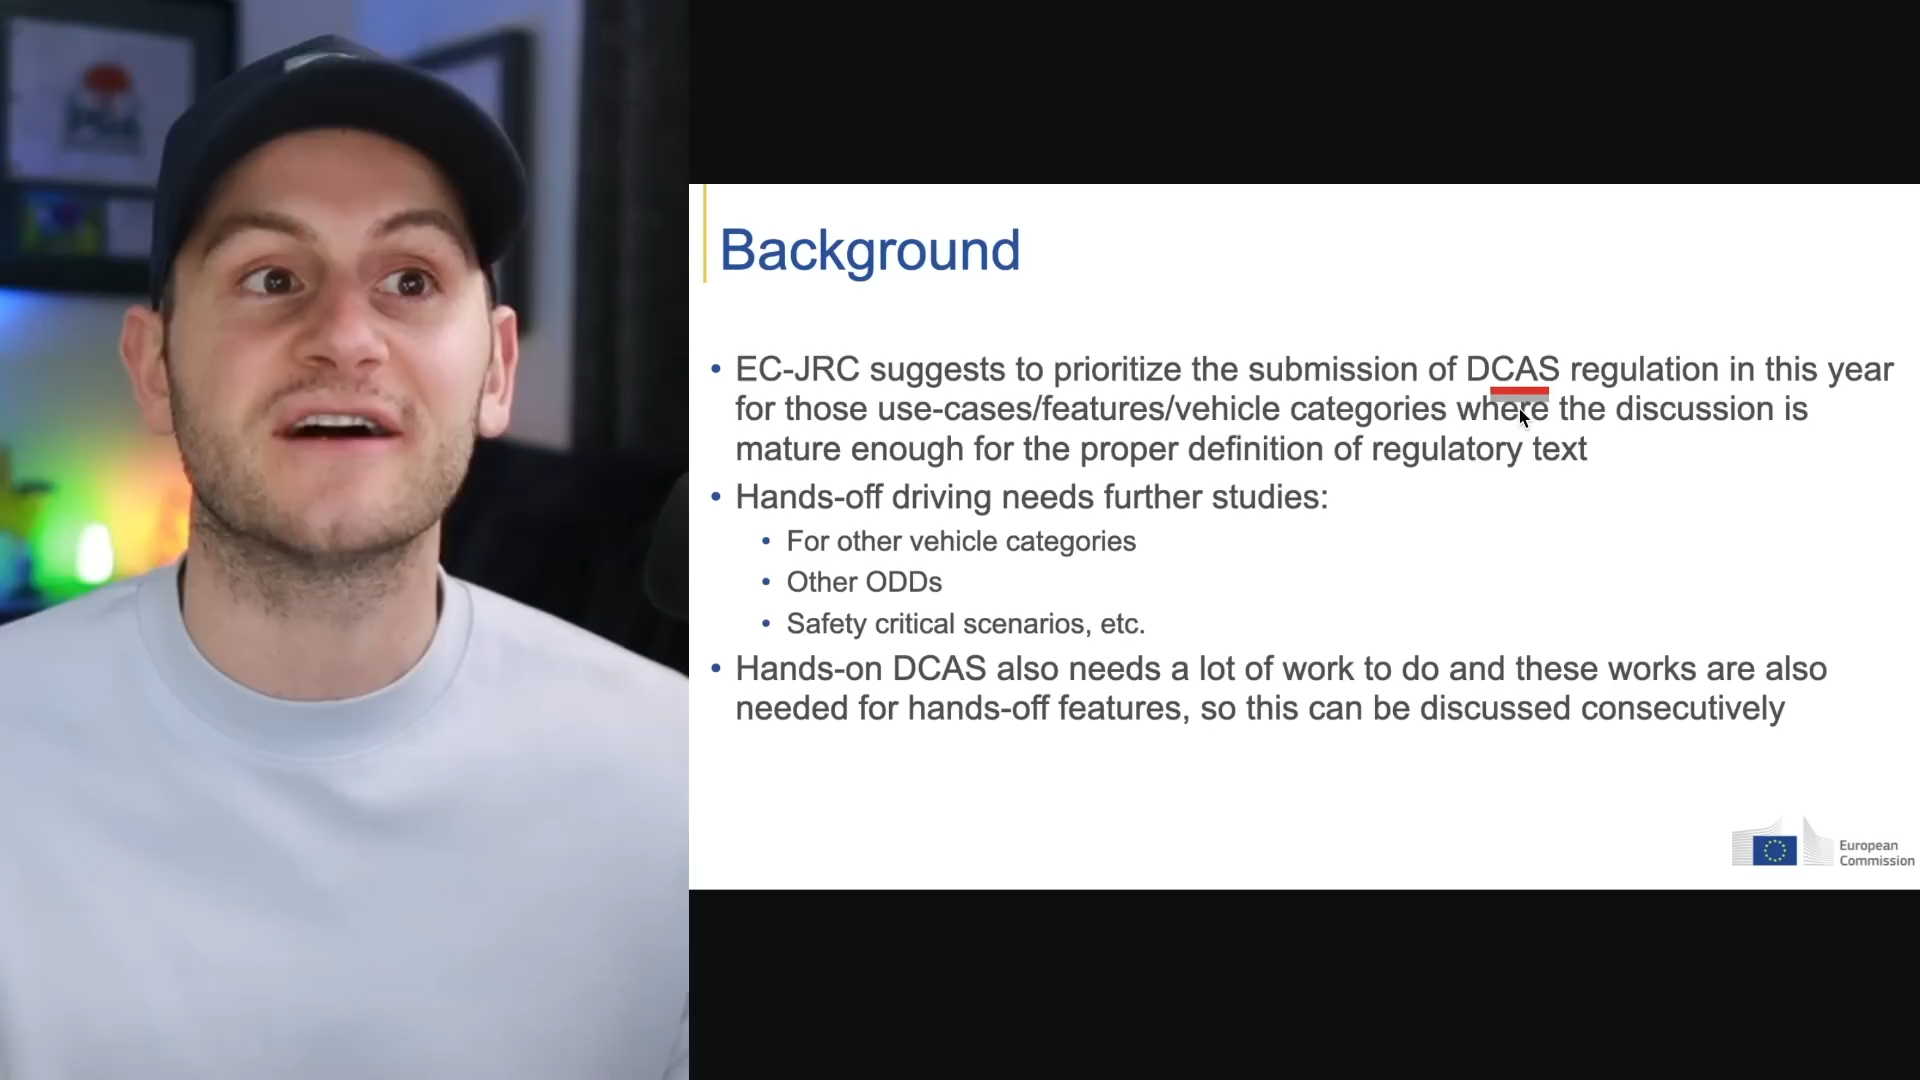 Background
• EC-JRC suggests to prioritize the submission of DCAS regulation in this year
for those use-cases/features/vehicle categories where the discussion is
mature enough for the proper definition of regulatory text
• Hands-off driving needs further studies:
• For other vehicle categories
• Other ODDs
• Safety critical scenarios, etc.
• Hands-on DCAS also needs a lot of work to do and these works are also
needed for hands-off features, so this can be discussed consecutively
European
Commission